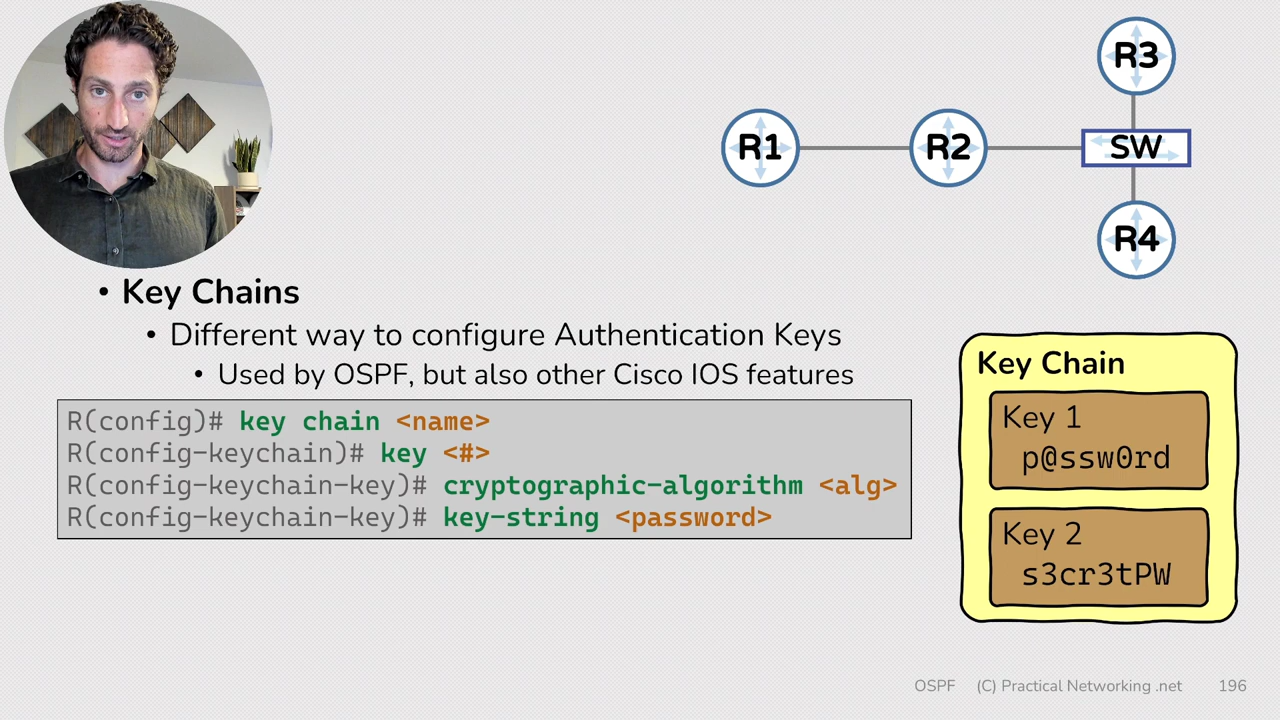 R3
R1
R2
SW
R4
• Key Chains
• Different way to configure Authentication Keys
• Used by OSPF, but also other Cisco IOS features
R(config)# key chain <name>
R(config-keychain)# key <#>
R(config-keychain-key)# cryptographic-algorithm <alg>
R(config-keychain-key)# key-string <password>
Key Chain
Key 1
p@ssw0rd
Key 2
s3cr3tPW
OSPF (C) Practical Networking .net 196